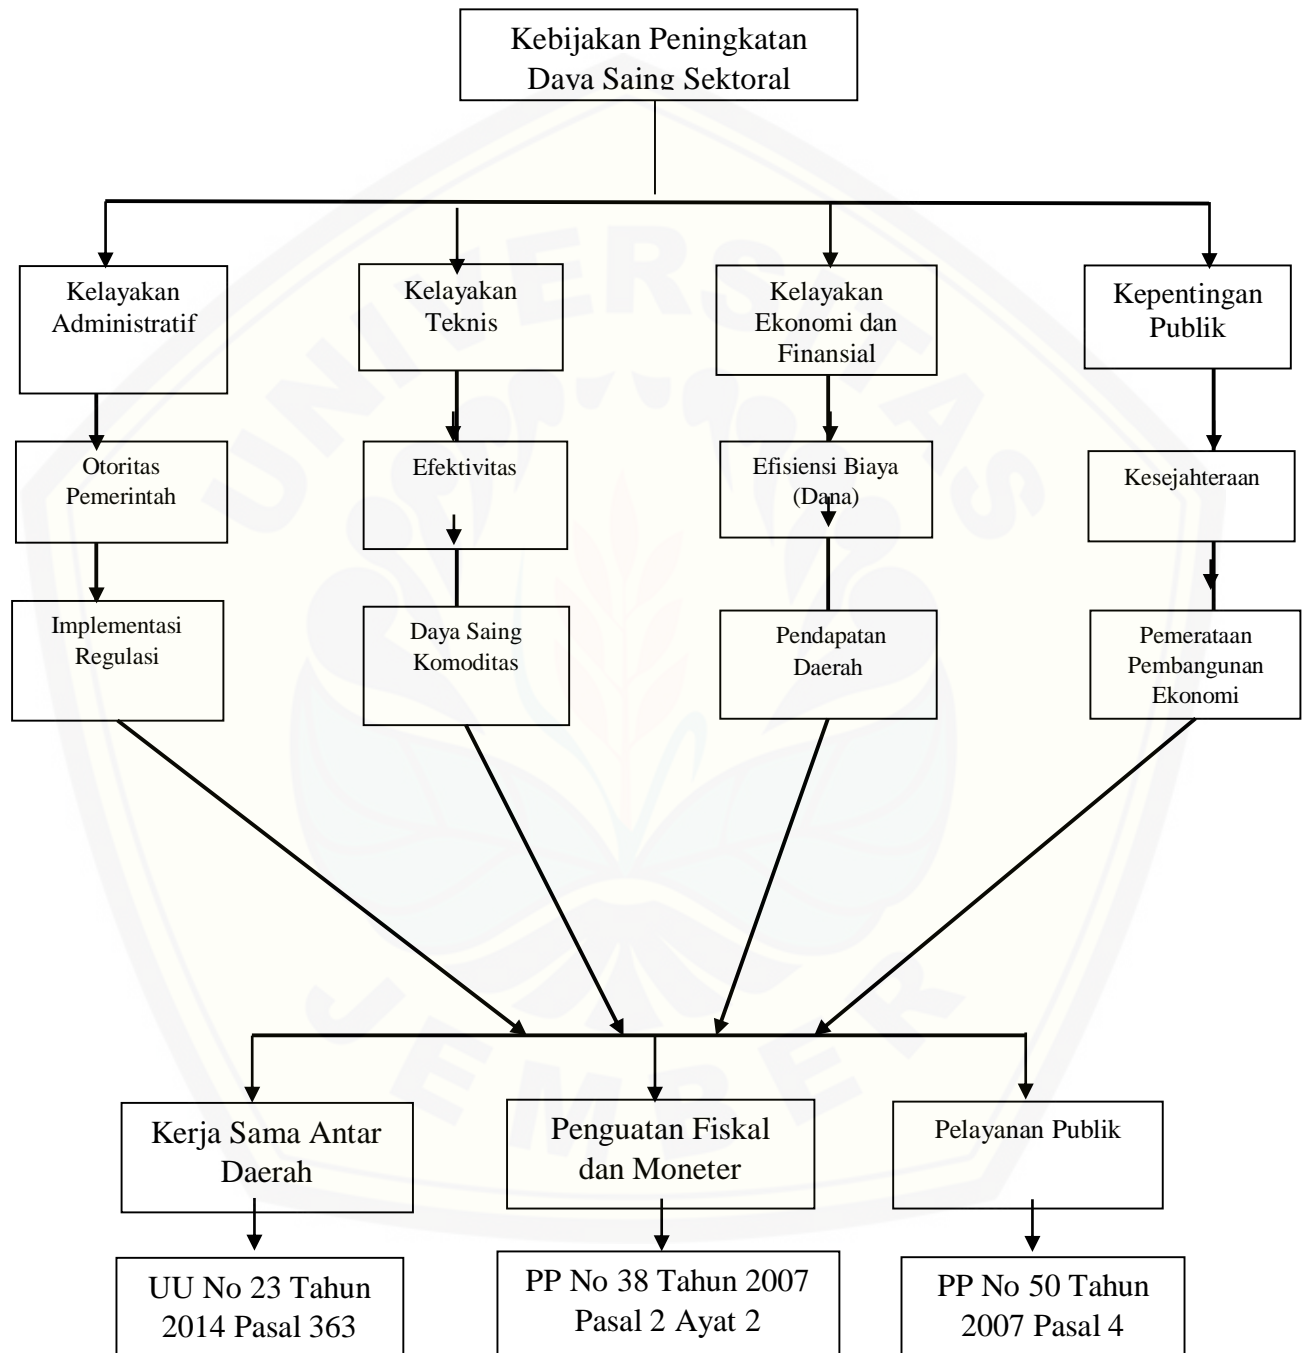 Kebijakan Peningkatan
Daya Saing Sektoral
Kelayakan
Administratif
Kelayakan
Teknis
Kelayakan
Ekonomi dan
Finansial
Kepentingan
Publik
Otoritas
Pemerintah
Efektivitas
Efisiensi Biaya
(Dana)
Kesejahteraan
Implementasi
Regulasi
Daya Saing
Komoditas
Pendapatan
Daerah
Pemerataan
Pembangunan
Ekonomi
Kerja Sama Antar
Daerah
Penguatan Fiskal
dan Moneter
Pelayanan Publik
UU No 23 Tahun
2014 Pasal 363
PP No 38 Tahun 2007
Pasal 2 Ayat 2
PP No 50 Tahun
2007 Pasal 4
UNIVERSITAS
JEMBER